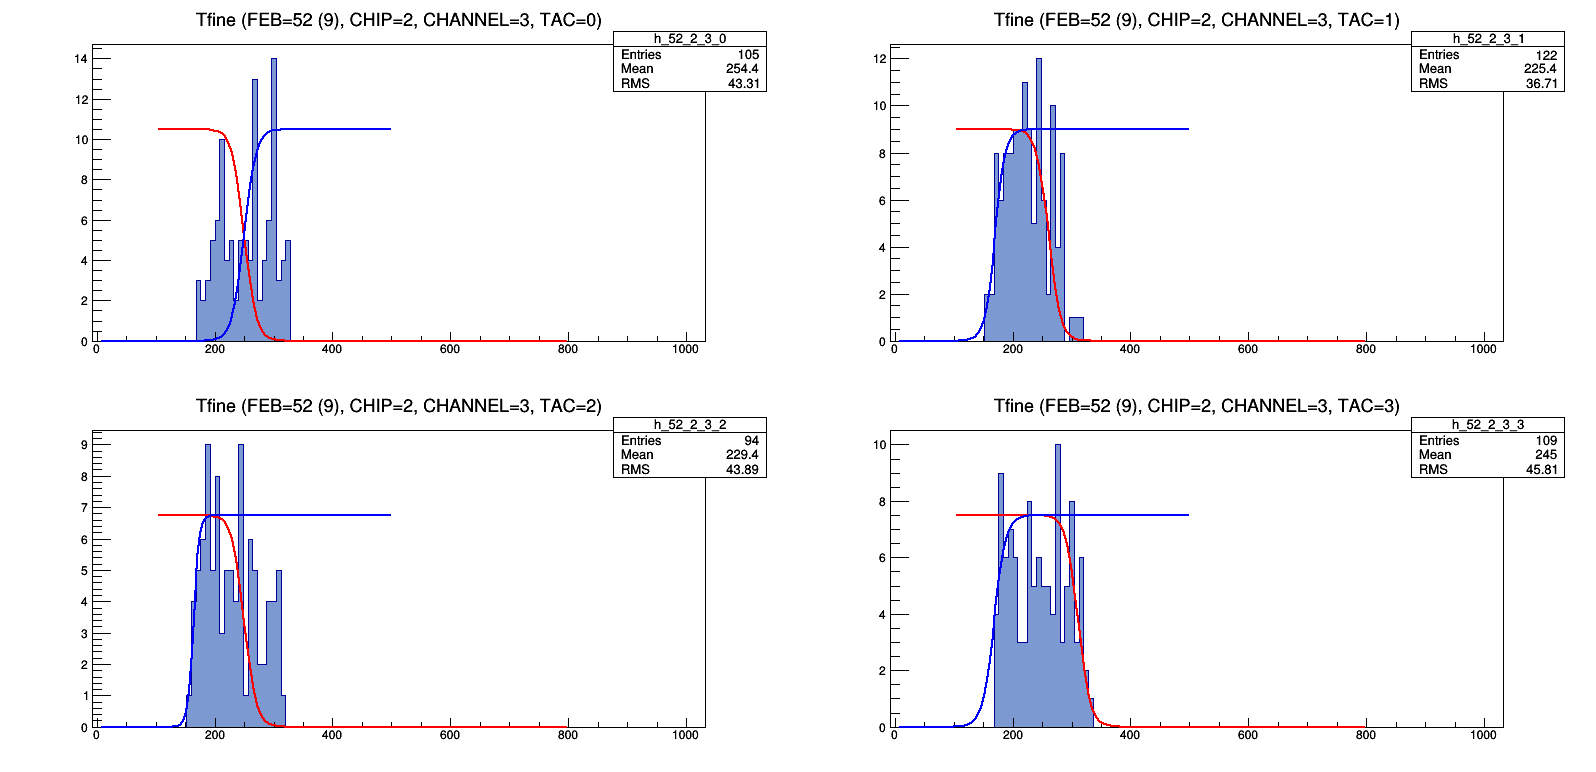 Tfine (FEB=52 (9), CHIP=2, CHANNEL=3, TAC=0)
h_52_2_3_0
Entries 105
Mean 254.4
RMS 43.31
14
12
10
8
6
4
2
0
0 200 400 600 800 1000
Tfine (FEB=52 (9), CHIP=2, CHANNEL=3, TAC=1)
h_52_2_3_1
Entries 122
Mean 225.4
RMS 36.71
12
10
8
6
4
2
0
0 200 400 600 800 1000
Tfine (FEB=52 (9), CHIP=2, CHANNEL=3, TAC=2)
h_52_2_3_2
Entries 94
Mean 229.4
RMS 43.89
9
8
7
6
5
4
3
2
1
0
0 200 400 600 800 1000
Tfine (FEB=52 (9), CHIP=2, CHANNEL=3, TAC=3)
h_52_2_3_3
Entries 109
Mean 245
RMS 45.81
10
8
6
4
2
0
0 200 400 600 800 1000